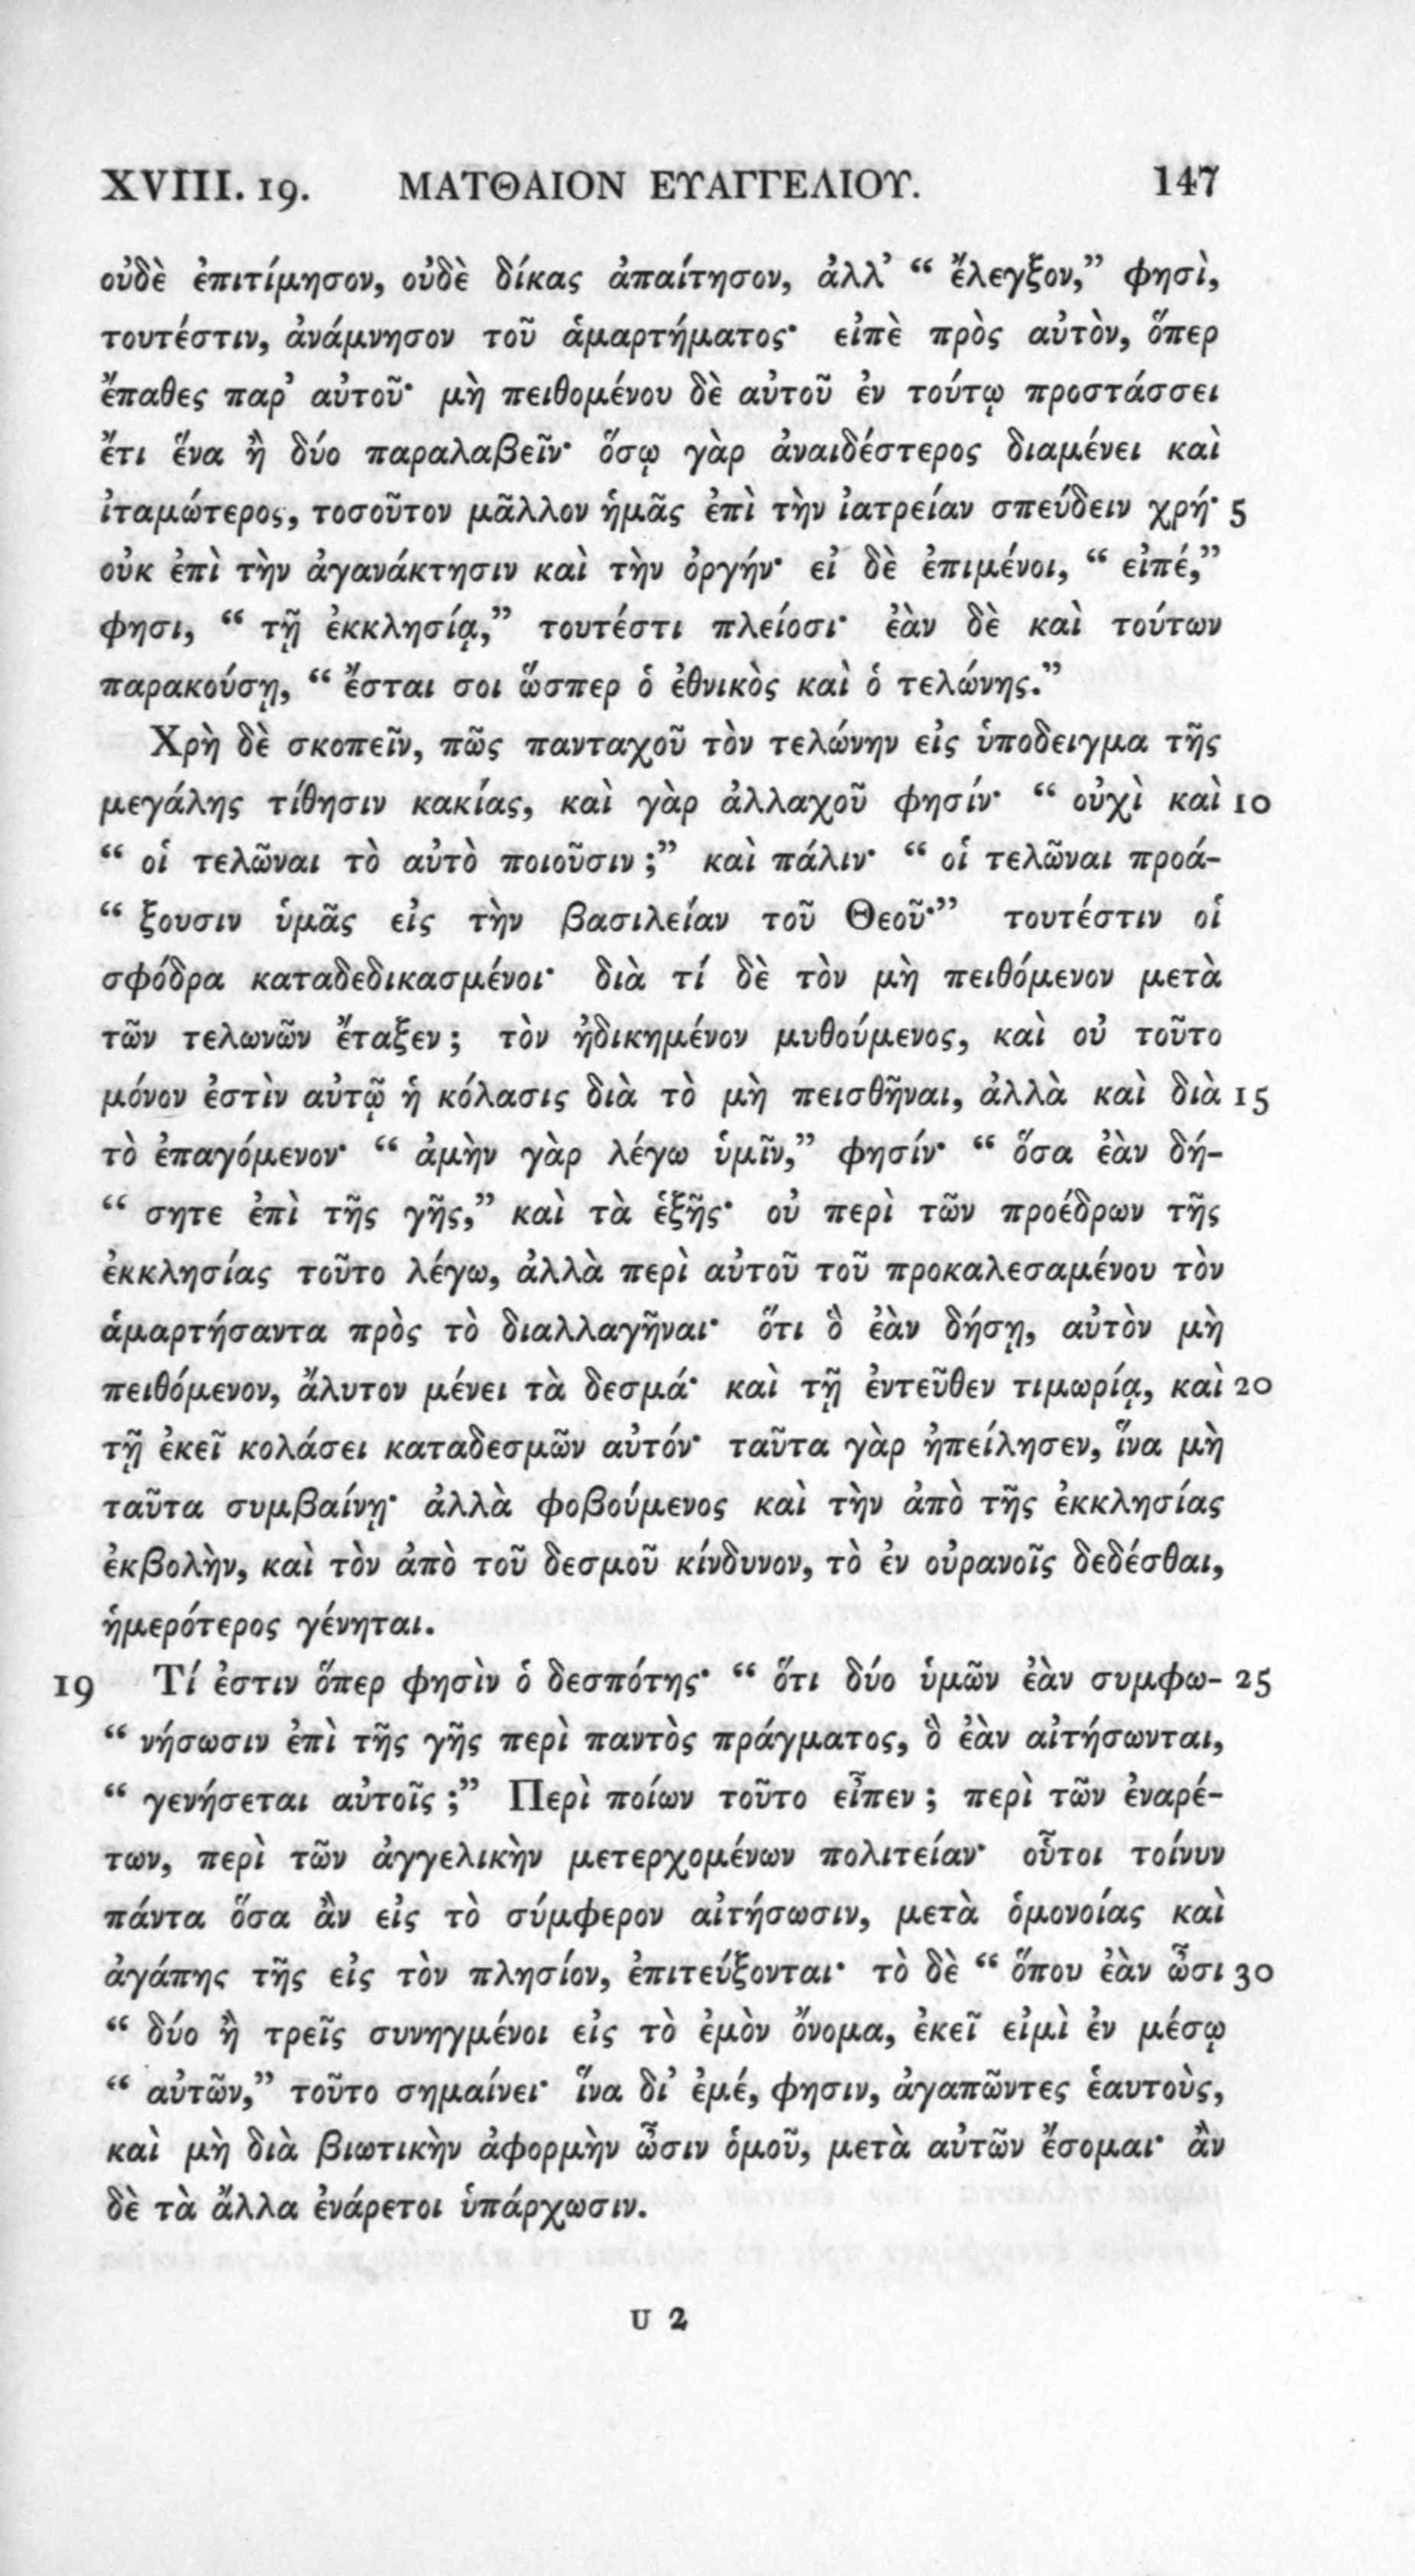 XVIII. 19. ΜΑΤΘΑΙΟΝ ΕΥΑΓΓΕΛΙΟΥ. 147
οὐδὲ ἐπιτίμησον, οὐδὲ δίκας ἀπαίτησον, ἀλλ’ “ ἔλεγξον,” φησὶ,
τουτέστιν, ἀνάμνησον τοῦ ἁμαρτήματος· εἰπὲ πρὸς αὐτὸν, ὅπερ
ἔπαθες παρ’ αὐτοῦ· μὴ πειθομένου δὲ αὐτοῦ ἐν τούτῳ προστάσσει
ἔτι ἕνα ἢ δύο παραλαβεῖν· ὅσῳ γὰρ ἀναιδέστερος διαμένει καὶ
ἰταμώτερος, τοσοῦτον μᾶλλον ἡμᾶς ἐπὶ τὴν ἰατρείαν σπεύδειν χρή· 5
οὐκ ἐπὶ τὴν ἀγανάκτησιν καὶ τὴν ὀργήν· εἰ δὲ ἐπιμένοι, “ εἰπέ,”
φησι, “ τῇ ἐκκλησίᾳ,” τουτέστι πλείοσι· ἐὰν δὲ καὶ τούτων
παρακούσῃ, “ ἔσται σοι ὥσπερ ὁ ἐθνικὸς καὶ ὁ τελώνης.”
Χρὴ δὲ σκοπεῖν, πῶς πανταχοῦ τὸν τελώνην εἰς ὑποδειγμα τῆς
μεγάλης τίθησιν κακίας, καὶ γὰρ ἀλλαχοῦ φησίν· “ οὐχὶ καὶ 10
“ οἱ τελῶναι τὸ αὐτὸ ποιοῦσιν ;” καὶ πάλιν· “ οἱ τελῶναι προά-
“ ξουσιν ὑμᾶς εἰς τὴν βασιλείαν τοῦ Θεοῦ·” τουτέστιν οἱ
σφόδρα καταδεδικασμένοι· διὰ τί δὲ τὸν μὴ πειθόμενον μετὰ
τῶν τελωνῶν ἔταξεν ; τὸν ἠδικημένον μυθούμενος, καὶ οὐ τοῦτο
μόνον ἐστὶν αὐτῷ ἡ κόλασις διὰ τὸ μὴ πεισθῆναι, ἀλλὰ καὶ διὰ 15
τὸ ἐπαγόμενον· “ ἀμὴν γὰρ λέγω ὑμῖν,” φησίν· “ ὅσα ἐὰν δή-
“ σητε ἐπὶ τῆς γῆς,” καὶ τὰ ἑξῆς· οὐ περὶ τῶν προέδρων τῆς
ἐκκλησίας τοῦτο λέγω, ἀλλὰ περὶ αὐτοῦ τοῦ προκαλεσαμένου τὸν
ἁμαρτήσαντα πρὸς τὸ διαλλαγῆναι· ὅτι ὃ ἐὰν δήσῃ, αὐτὸν μὴ
πειθόμενον, ἄλυτον μένει τὰ δεσμά· καὶ τῇ ἐντεῦθεν τιμωρίᾳ, καὶ 20
τῇ ἐκεῖ κολάσει καταδεσμῶν αὐτόν· ταῦτα γὰρ ἠπείλησεν, ἵνα μὴ
ταῦτα συμβαίνῃ· ἀλλὰ φοβούμενος καὶ τὴν ἀπὸ τῆς ἐκκλησίας
ἐκβολὴν, καὶ τὸν ἀπὸ τοῦ δεσμοῦ κίνδυνον, τὸ ἐν οὐρανοῖς δεδέσθαι,
ἡμερότερος γένηται.
19 Τί ἐστιν ὅπερ φησὶν ὁ δεσπότης· “ ὅτι δύο ὑμῶν ἐὰν συμφω- 25
“ νήσωσιν ἐπὶ τῆς γῆς περὶ παντὸς πράγματος, ὃ ἐὰν αἰτήσωνται,
“ γενήσεται αὐτοῖς ;” Περὶ ποίων τοῦτο εἶπεν ; περὶ τῶν ἐναρέ-
των, περὶ τῶν ἀγγελικὴν μετερχομένων πολιτείαν· οὗτοι τοίνυν
πάντα ὅσα ἂν εἰς τὸ σύμφερον αἰτήσωσιν, μετὰ ὁμονοίας καὶ
ἀγάπης τῆς εἰς τὸν πλησίον, ἐπιτεύξονται· τὸ δὲ “ ὅπου ἐὰν ὦσι 30
“ δύο ἢ τρεῖς συνηγμένοι εἰς τὸ ἐμὸν ὄνομα, ἐκεῖ εἰμὶ ἐν μέσῳ
“ αὐτῶν,” τοῦτο σημαίνει· ἵνα δι’ ἐμέ, φησιν, ἀγαπῶντες ἑαυτοὺς,
καὶ μὴ διὰ βιωτικὴν ἀφορμὴν ὦσιν ὁμοῦ, μετὰ αὐτῶν ἔσομαι· ἂν
δὲ τὰ ἄλλα ἐνάρετοι ὑπάρχωσιν.
U 2